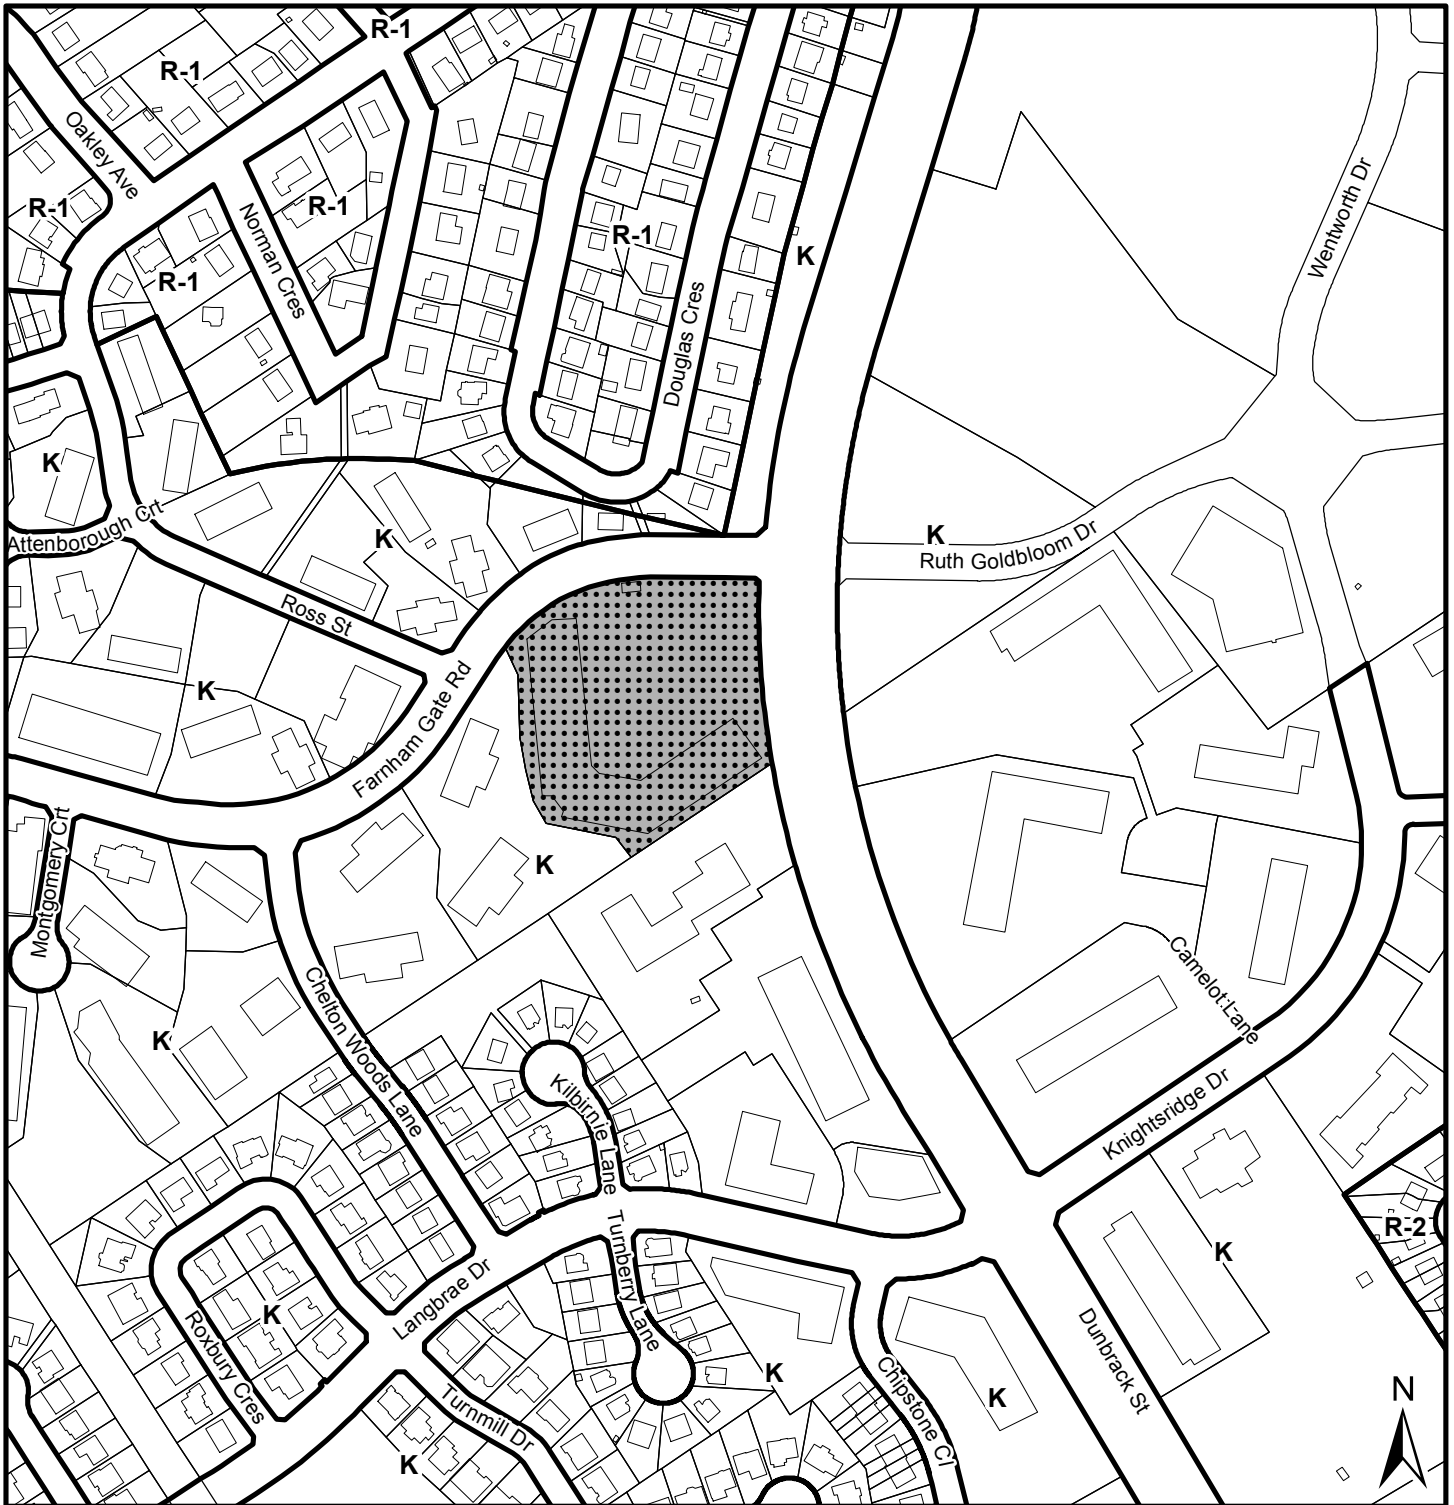 R-1
R-1
Oakley Ave
R-1
R-1
Norman Cres
R-1
R-1
K
Douglas Cres
Wentworth Dr
K
Attenborough Crt
K
K
Ruth Goldbloom Dr
Ross St
K
Farnham Gate Rd
Montgomery Crt
K
Chelton Woods Lane
K
Camelot Lane
Kilbirnie Lane
Knightsridge Dr
Turnberry Lane
R-2
K
Langbrae Dr
Roxbury Cres
K
Dunbrack St
K
Chipstone Cl
K
Turnmill Dr
K
N